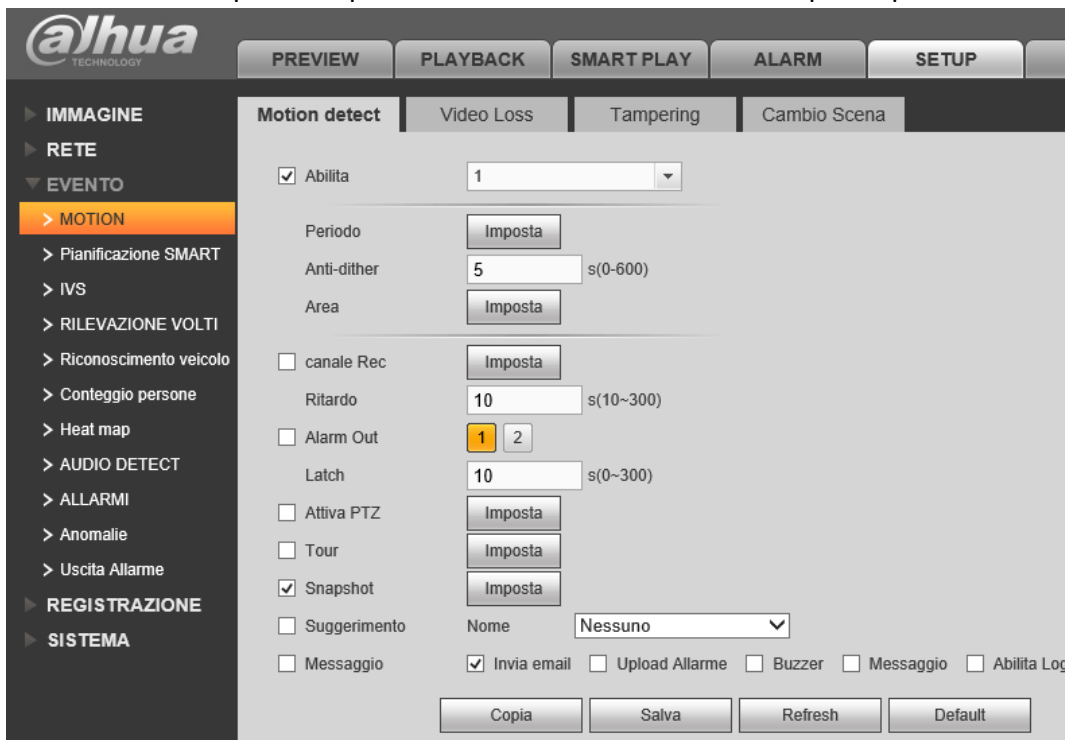 alhua
TECHNOLOGY
PREVIEW PLAYBACK SMART PLAY ALARM SETUP
IMMAGINE
RETE
EVENTO
> MOTION
> Pianificazione SMART
> IVS
> RILEVAZIONE VOLTI
> Riconoscimento veicolo
> Conteggio persone
> Heat map
> AUDIO DETECT
> ALLARMI
> Anomalie
> Uscita Allarme
REGISTRAZIONE
SISTEMA
Motion detect Video Loss Tampering Cambio Scena
Abilita 1
Periodo Imposta
Anti-dither 5 s(0-600)
Area Imposta
canale Rec Imposta
Ritardo 10 s(10~300)
Alarm Out 1 2
Latch 10 s(0~300)
Attiva PTZ Imposta
Tour Imposta
Snapshot Imposta
Suggerimento Nome Nessuno
Messaggio Invia email Upload Allarme Buzzer Messaggio Abilita Log
Copia Salva Refresh Default